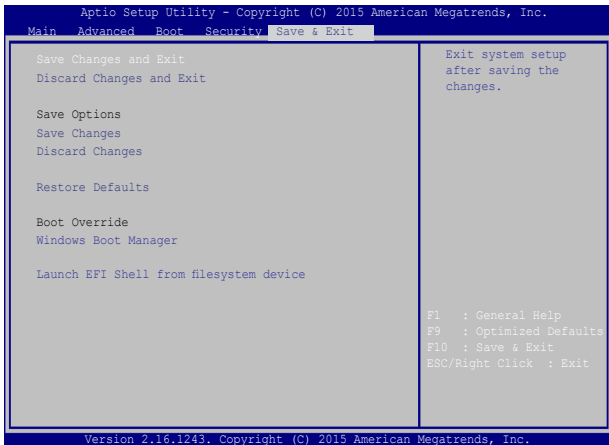 Aptio Setup Utility - Copyright (C) 2015 American Megatrends, Inc.
Main Advanced Boot Security Save & Exit
Save Changes and Exit
Discard Changes and Exit
Save Options
Save Changes
Discard Changes
Restore Defaults
Boot Override
Windows Boot Manager
Launch EFI Shell from filesystem device
Exit system setup
after saving the
changes.
F1 : General Help
F9 : Optimized Defaults
F10 : Save & Exit
ESC/Right Click : Exit
Version 2.16.1243. Copyright (C) 2015 American Megatrends, Inc.